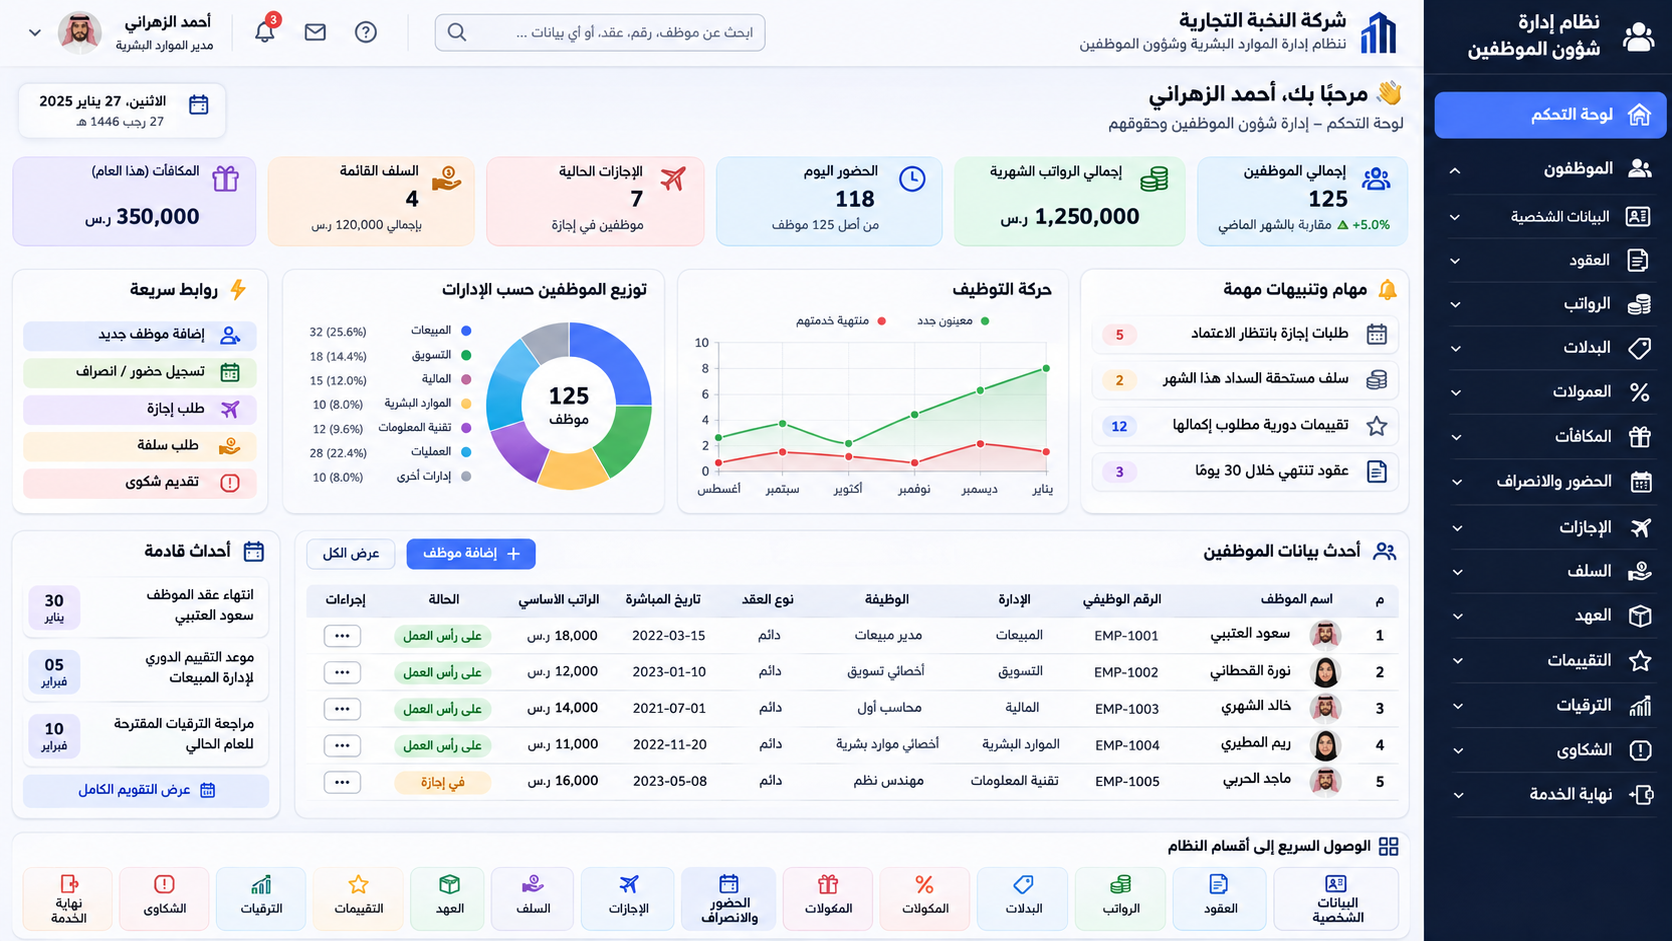 نظام إدارة
شؤون الموظفين
لوحة التحكم
الموظفون
البيانات الشخصية
العقود
الرواتب
البدلات
العمولات
المكافآت
الحضور والانصراف
الإجازات
السلف
العهد
التقييمات
الترقيات
الشكاوى
نهاية الخدمة
شركة النخبة التجارية
ننظام إدارة الموارد البشرية وشؤون الموظفين
ابحث عن موظف، رقم، عقد، أو أي بيانات ...
3
أحمد الزهراني
مدير الموارد البشرية
مرحبًا بك، أحمد الزهراني
لوحة التحكم – إدارة شؤون الموظفين وحقوقهم
الاثنين، 27 يناير 2025
27 رجب 1446 هـ
إجمالي الموظفين
125
+5.0% مقاربة بالشهر الماضي
إجمالي الرواتب الشهرية
1,250,000 ر.س
الحضور اليوم
118
من أصل 125 موظف
الإجازات الحالية
7
موظفين في إجازة
السلف القائمة
4
بإجمالي 120,000 ر.س
المكافآت (هذا العام)
350,000 ر.س
مهام وتنبيهات مهمة
طلبات إجازة بانتظار الاعتماد 5
سلف مستحقة السداد هذا الشهر 2
تقييمات دورية مطلوب إكمالها 12
عقود تنتهي خلال 30 يومًا 3
حركة التوظيف
معينون جدد
منتهية خدمتهم
10
8
6
4
2
0
يناير ديسمبر نوفمبر أكتوبر سبتمبر أغسطس
توزيع الموظفين حسب الإدارات
125
موظف
المبيعات 32 (25.6%)
التسويق 18 (14.4%)
المالية 15 (12.0%)
الموارد البشرية 10 (8.0%)
تقنية المعلومات 12 (9.6%)
العمليات 28 (22.4%)
إدارات أخرى 10 (8.0%)
روابط سريعة
إضافة موظف جديد
تسجيل حضور / انصراف
طلب إجازة
طلب سلفة
تقديم شكوى
أحدث بيانات الموظفين
+ إضافة موظف
عرض الكل
م اسم الموظف الرقم الوظيفي الإدارة الوظيفة نوع العقد تاريخ المباشرة الراتب الأساسي الحالة إجراءات
1 سعود العتيبي EMP-1001 المبيعات مدير مبيعات دائم 2022-03-15 18,000 ر.س على رأس العمل
2 نورة القحطاني EMP-1002 التسويق أخصائي تسويق دائم 2023-01-10 12,000 ر.س على رأس العمل
3 خالد الشهري EMP-1003 المالية محاسب أول دائم 2021-07-01 14,000 ر.س على رأس العمل
4 ريم المطيري EMP-1004 الموارد البشرية أخصائي موارد بشرية دائم 2022-11-20 11,000 ر.س على رأس العمل
5 ماجد الحربي EMP-1005 تقنية المعلومات مهندس نظم دائم 2023-05-08 16,000 ر.س في إجازة
أحداث قادمة
انتهاء عقد الموظف
سعود العتيبي
30
يناير
موعد التقييم الدوري
لإدارة المبيعات
05
فبراير
مراجعة الترقيات المقترحة
للعام الحالي
10
فبراير
عرض التقويم الكامل
الوصول السريع إلى أقسام النظام
البيانات
الشخصية
العقود
الرواتب
البدلات
المكولات
المكولات
الحضور
والانصراف
الإجازات
السلف
العهد
التقييمات
الترقيات
الشكاوى
نهاية
الخدمة